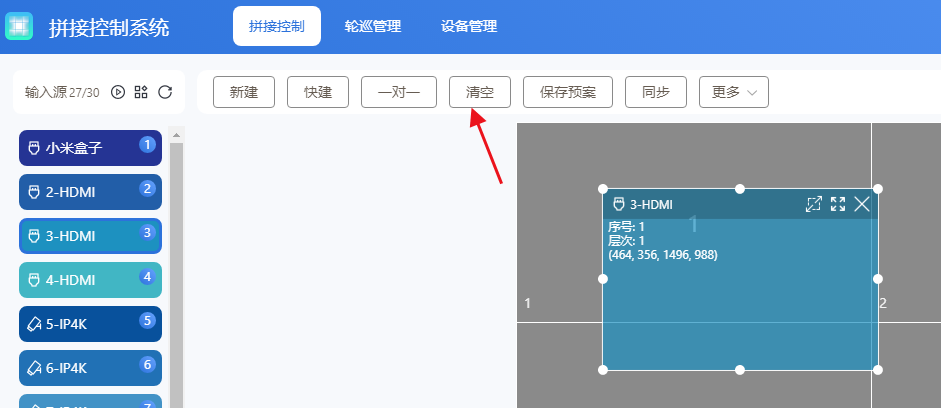 拼接控制系统
拼接控制
轮巡管理
设备管理
输入源 27/30
新建
快建
一对一
清空
保存预案
同步
更多
小米盒子 1
2-HDMI 2
3-HDMI 3
4-HDMI 4
5-IP4K 5
6-IP4K 6
3-HDMI
1
序号: 1
层次: 1
(464, 356, 1496, 988)
1
2